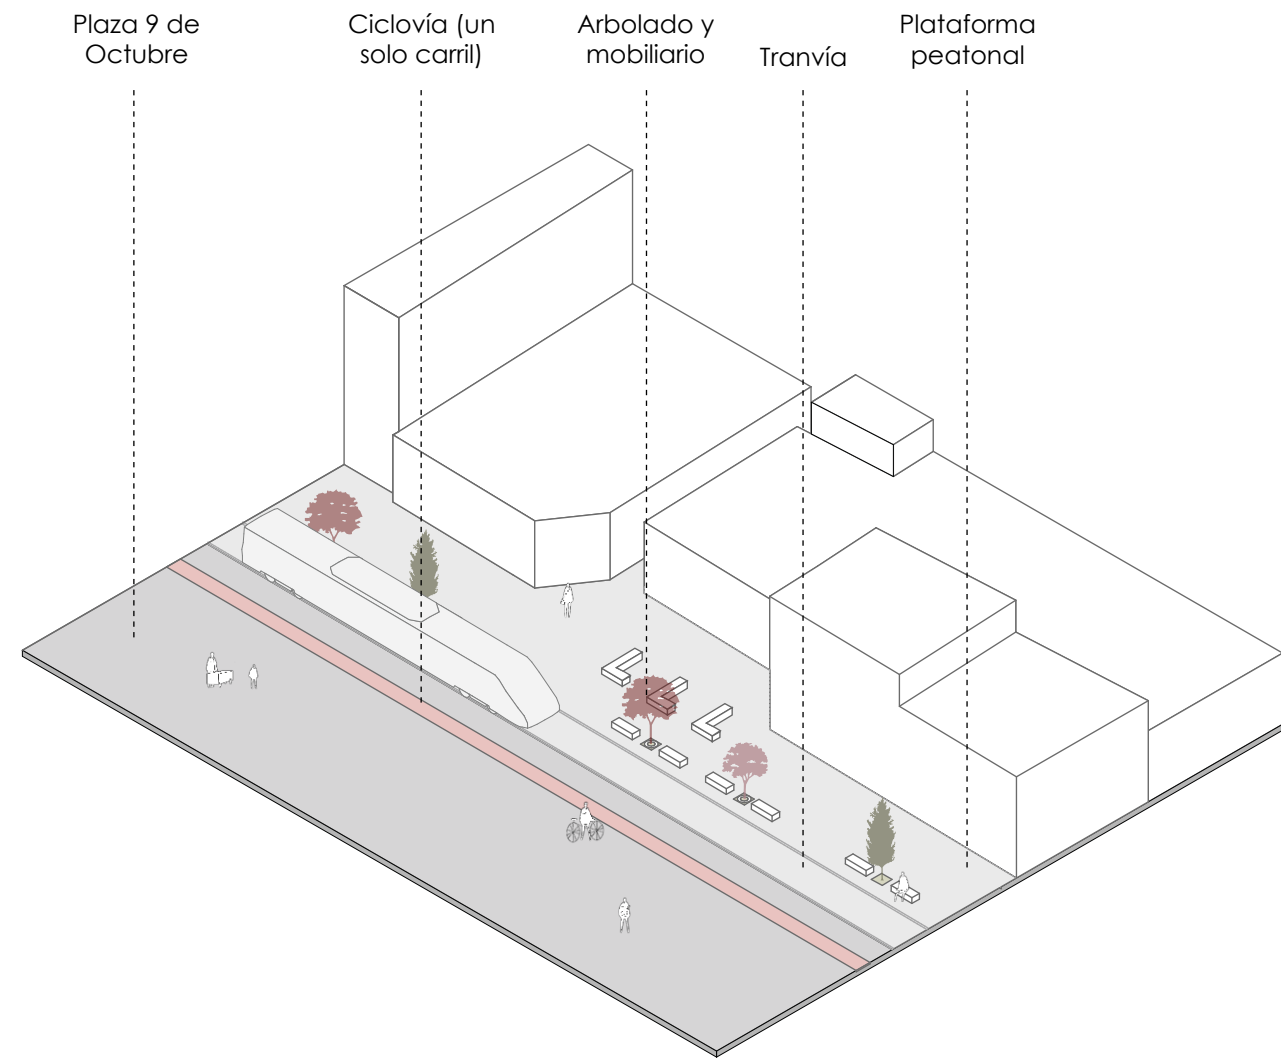 Plaza 9 de
Octubre
Ciclovía (un
solo carril)
Arbolado y
mobiliario
Tranvía
Plataforma
peatonal